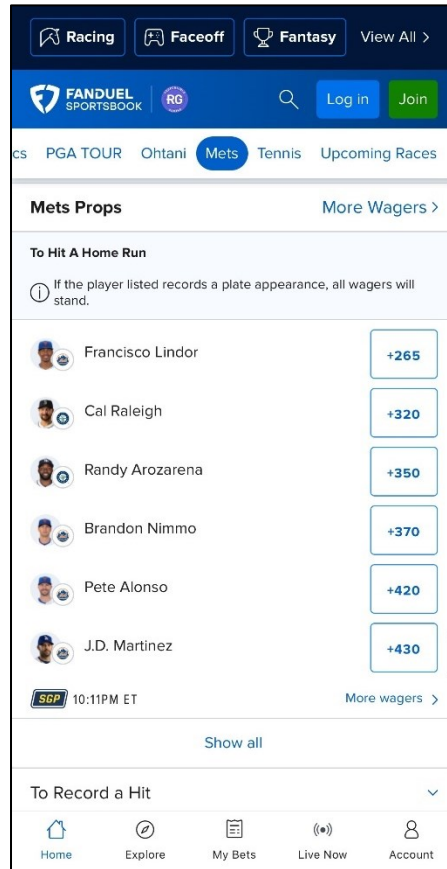 Racing Faceoff Fantasy View All >
FANDUEL SPORTSBOOK RG Log in Join
cs PGA TOUR Ohtani Mets Tennis Upcoming Races
Mets Props More Wagers >
To Hit A Home Run
If the player listed records a plate appearance, all wagers will
stand.
Francisco Lindor +265
Cal Raleigh +320
Randy Arozarena +350
Brandon Nimmo +370
Pete Alonso +420
J.D. Martinez +430
SGP 10:11PM ET More wagers >
Show all
To Record a Hit
Home Explore My Bets Live Now Account